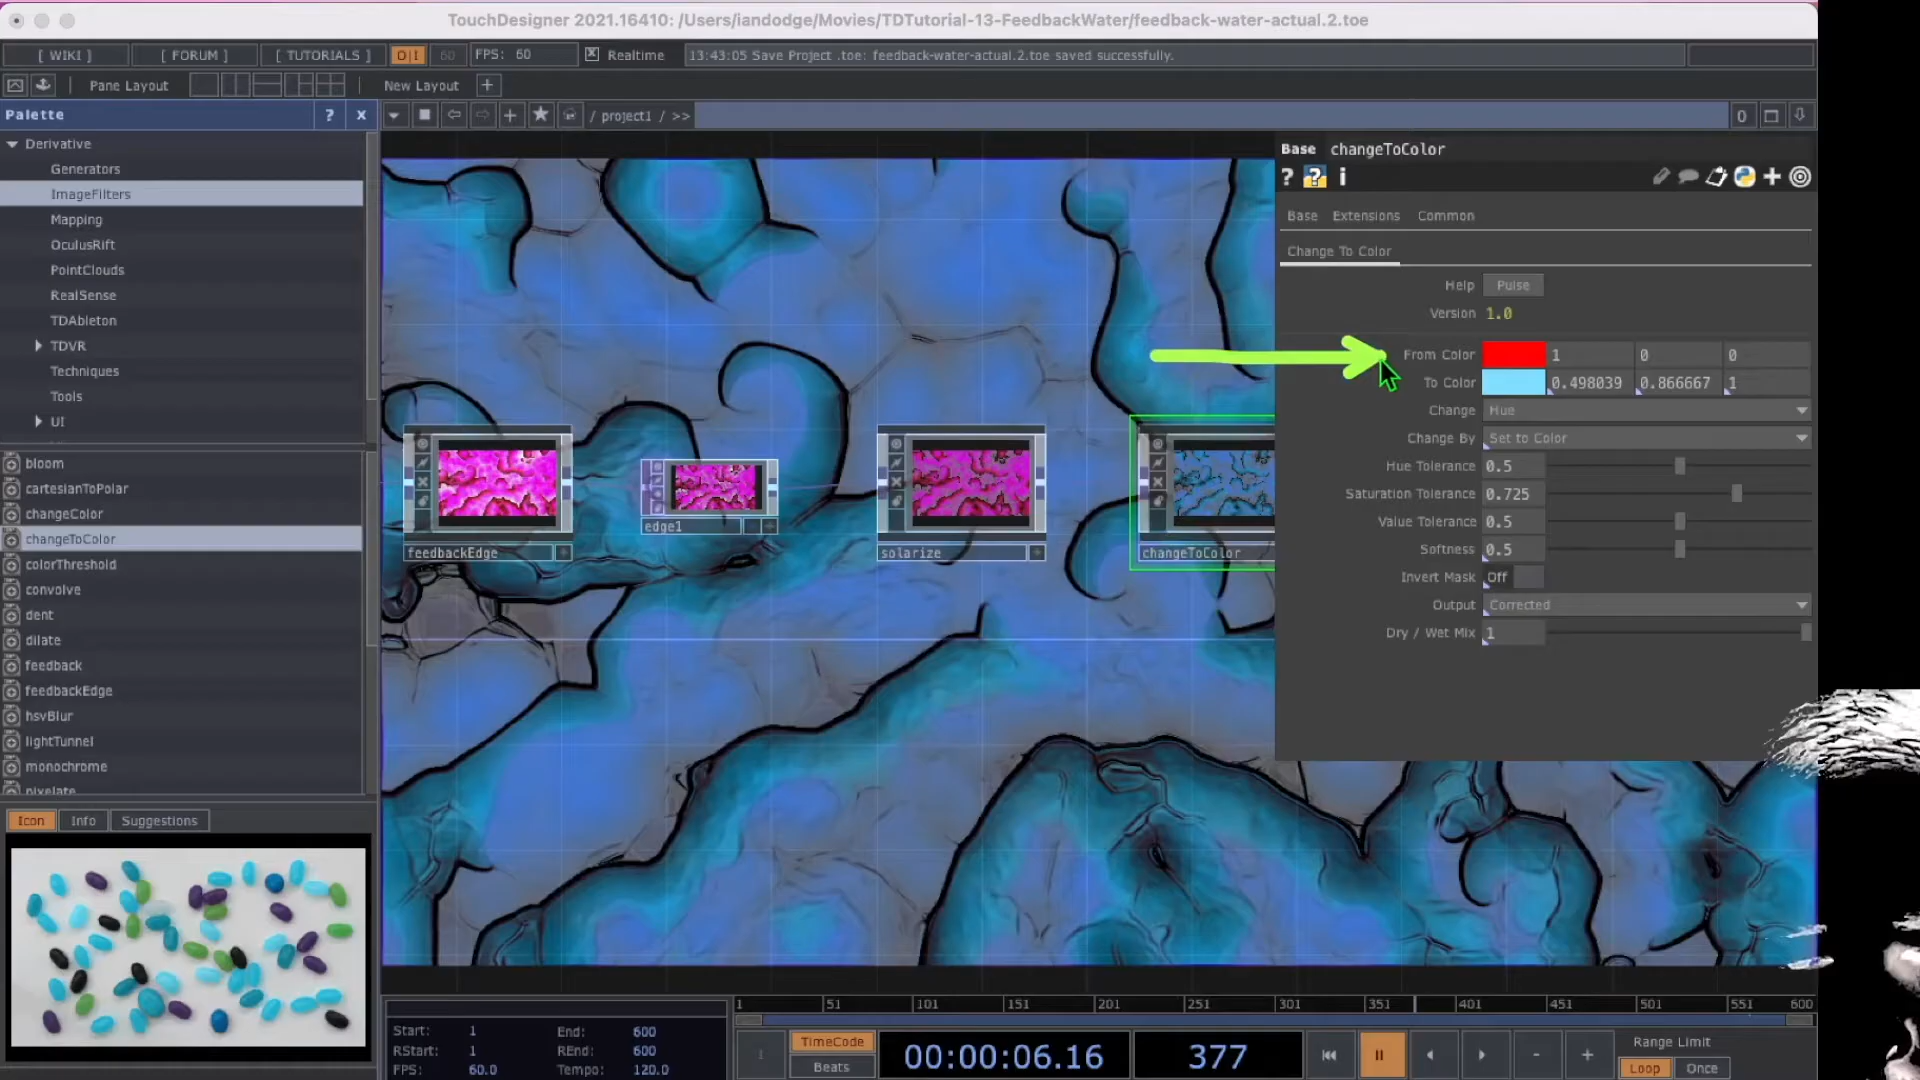 TouchDesigner 2021.16410: /Users/iandodge/Movies/TDTutorial-13-FeedbackWater/feedback-water-actual.2.toe
[ WIKI ] [ FORUM ] [ TUTORIALS ] O|I 60 FPS: 60 Realtime 13:43:05 Save Project .toe: feedback-water-actual.2.toe saved successfully.
Pane Layout New Layout +
Palette ? x
/ project1 / >> 0
Derivative
Generators
ImageFilters
Mapping
OculusRift
PointClouds
RealSense
TDAbleton
TDVR
Techniques
Tools
UI
bloom
cartesianToPolar
changeColor
changeToColor
colorThreshold
convolve
dent
dilate
feedback
feedbackEdge
hsvBlur
lightTunnel
monochrome
pixelate
Icon Info Suggestions
feedbackEdge
edge1
solarize
changeToColor
Base changeToColor
? ? i
Base Extensions Common
Change To Color
Help Pulse
Version 1.0
From Color 1 0 0
To Color 0.498039 0.866667 1
Change Hue
Change By Set to Color
Hue Tolerance 0.5
Saturation Tolerance 0.725
Value Tolerance 0.5
Softness 0.5
Invert Mask Off
Output Corrected
Dry / Wet Mix 1
1 51 101 151 201 251 301 351 401 451 501 551 600
Start: 1 End: 600
RStart: 1 REnd: 600
FPS: 60.0 Tempo: 120.0
1
TimeCode
Beats
00:00:06.16 377
- +
Range Limit
Loop Once